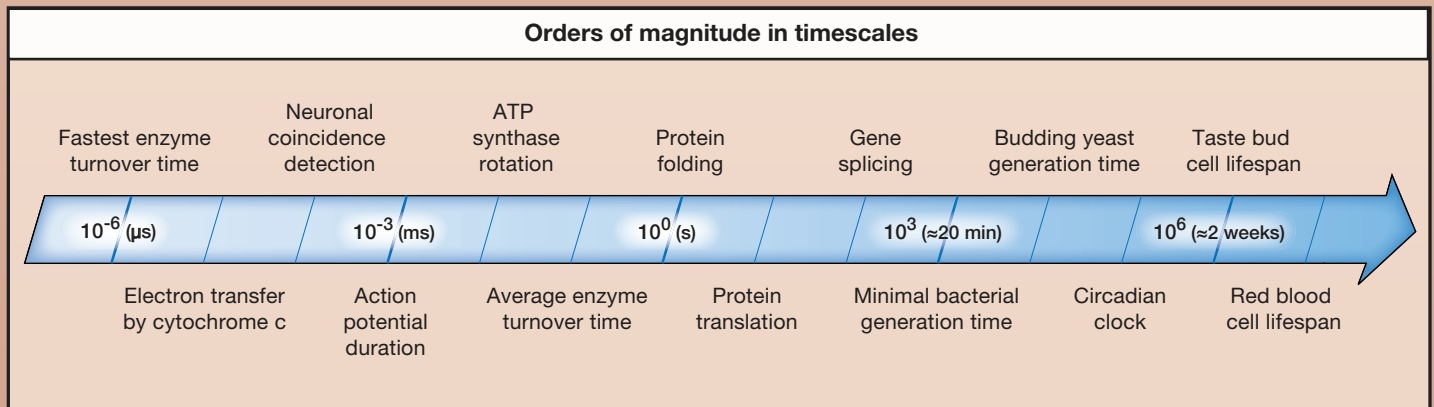 Orders of magnitude in timescales
Fastest enzyme
turnover time
Neuronal
coincidence
detection
ATP
synthase
rotation
Protein
folding
Gene
splicing
Budding yeast
generation time
Taste bud
cell lifespan
10⁻⁶ (µs)
10⁻³ (ms)
10⁰ (s)
10³ (≈20 min)
10⁶ (≈2 weeks)
Electron transfer
by cytochrome c
Action
potential
duration
Average enzyme
turnover time
Protein
translation
Minimal bacterial
generation time
Circadian
clock
Red blood
cell lifespan